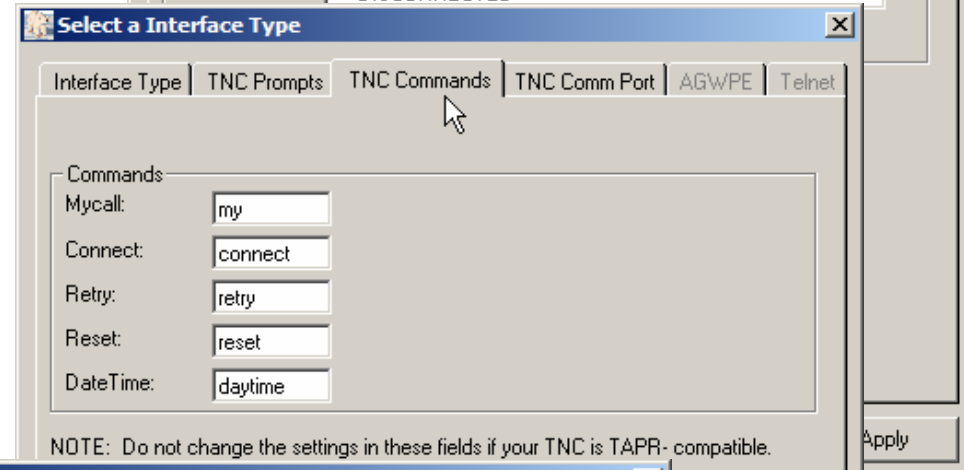 Select a Interface Type
Interface Type TNC Prompts TNC Commands TNC Comm Port AGWPE Telnet
Commands
Mycall: my
Connect: connect
Retry: retry
Reset: reset
DateTime: daytime
NOTE: Do not change the settings in these fields if your TNC is TAPR- compatible.
Apply